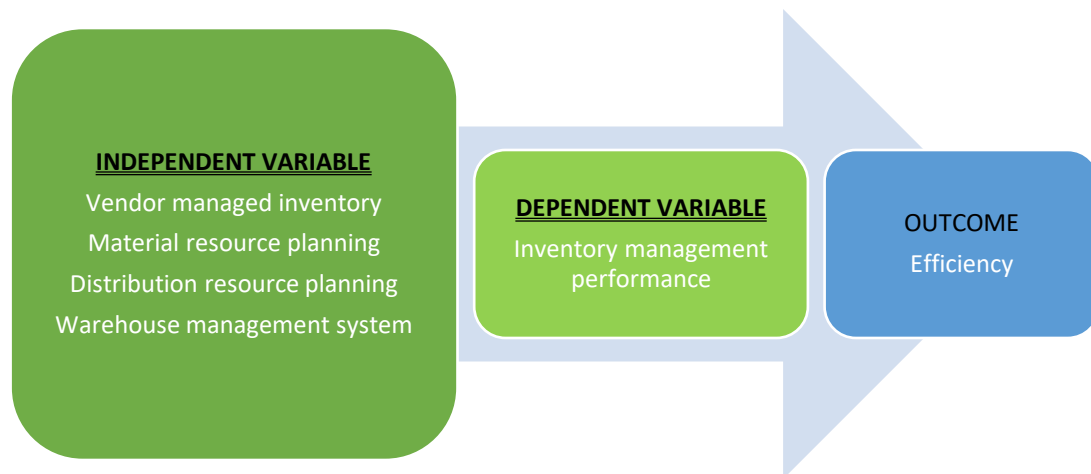 INDEPENDENT VARIABLE
Vendor managed inventory
Material resource planning
Distribution resource planning
Warehouse management system
DEPENDENT VARIABLE
Inventory management
performance
OUTCOME
Efficiency